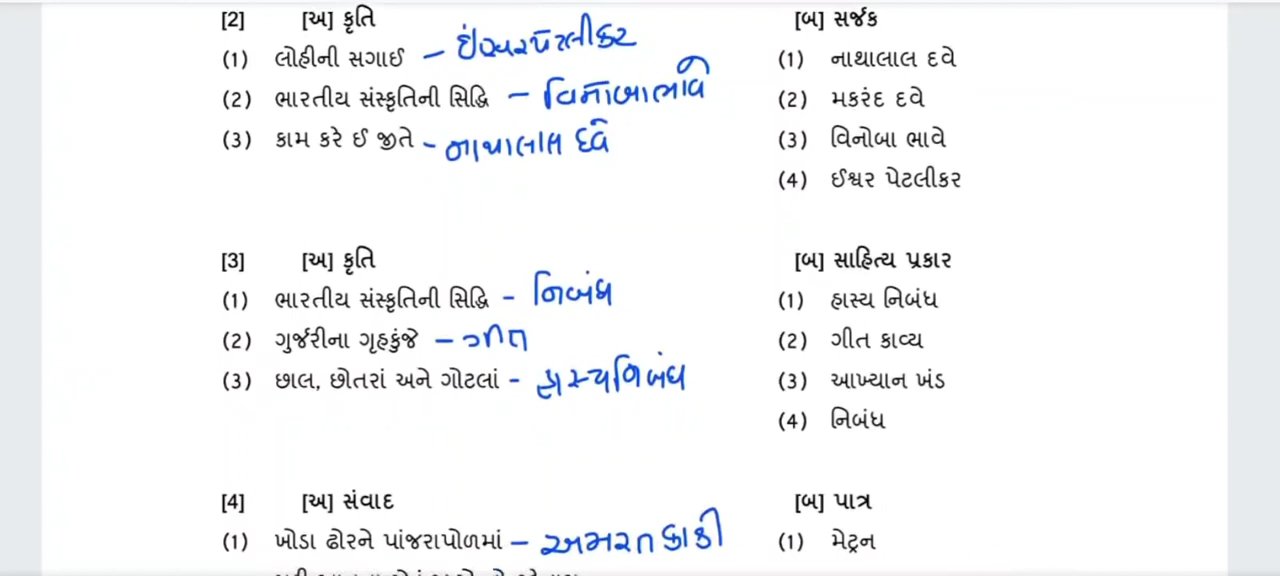 [2] [અ] કૃતિ [બ] સર્જક
(1) લોહીની સગાઈ – ઈશ્વરપેટલીકર (1) નાથાલાલ દવે
(2) ભારતીય સંસ્કૃતિની સિદ્ધિ – વિનોબાભાવે (2) મકરંદ દવે
(3) કામ કરે ઈ જીતે - નાથાલાલ દવે (3) વિનોબા ભાવે
(4) ઈશ્વર પેટલીકર
[3] [અ] કૃતિ [બ] સાહિત્ય પ્રકાર
(1) ભારતીય સંસ્કૃતિની સિદ્ધિ - નિબંધ (1) હાસ્ય નિબંધ
(2) ગુર્જરીના ગૃહકુંજે – ગીત (2) ગીત કાવ્ય
(3) છાલ, છોતરાં અને ગોટલાં - હાસ્યનિબંધ (3) આખ્યાન ખંડ
(4) નિબંધ
[4] [અ] સંવાદ [બ] પાત્ર
(1) ખોડા ઢોરને પાંજરાપોળમાં – અમરતકાકી (1) મેટ્રન